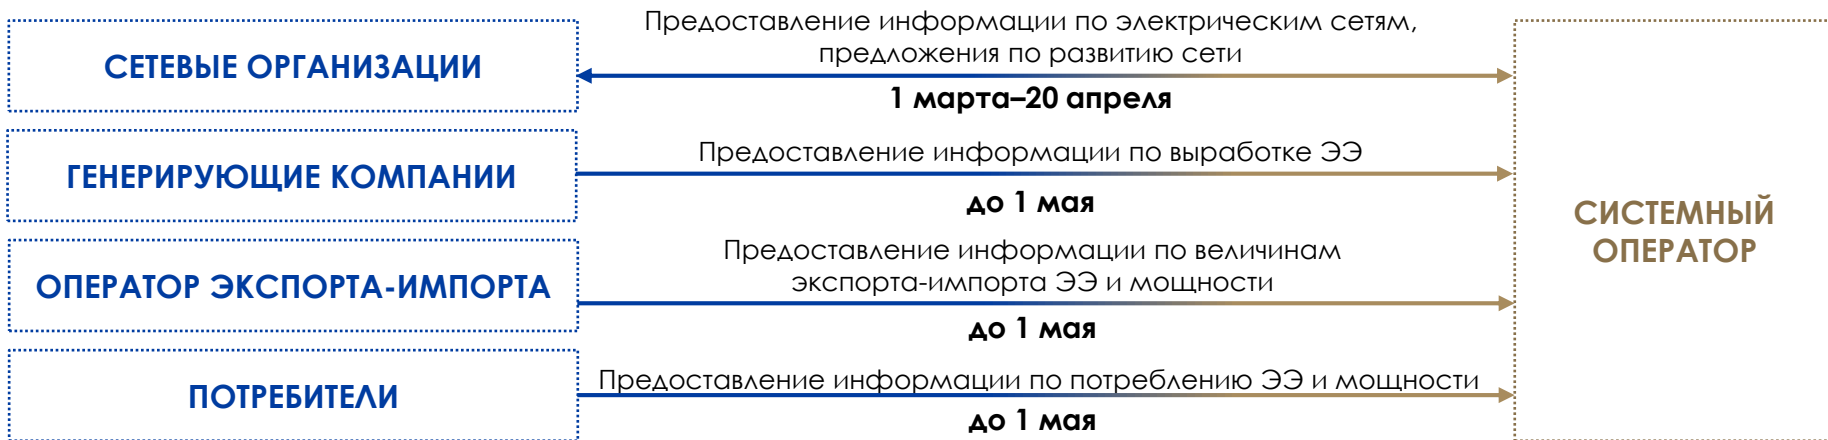 Предоставление информации по электрическим сетям,
предложения по развитию сети
СЕТЕВЫЕ ОРГАНИЗАЦИИ
1 марта–20 апреля
Предоставление информации по выработке ЭЭ
ГЕНЕРИРУЮЩИЕ КОМПАНИИ
до 1 мая
Предоставление информации по величинам
экспорта-импорта ЭЭ и мощности
ОПЕРАТОР ЭКСПОРТА-ИМПОРТА
до 1 мая
Предоставление информации по потреблению ЭЭ и мощности
ПОТРЕБИТЕЛИ
до 1 мая
СИСТЕМНЫЙ
ОПЕРАТОР